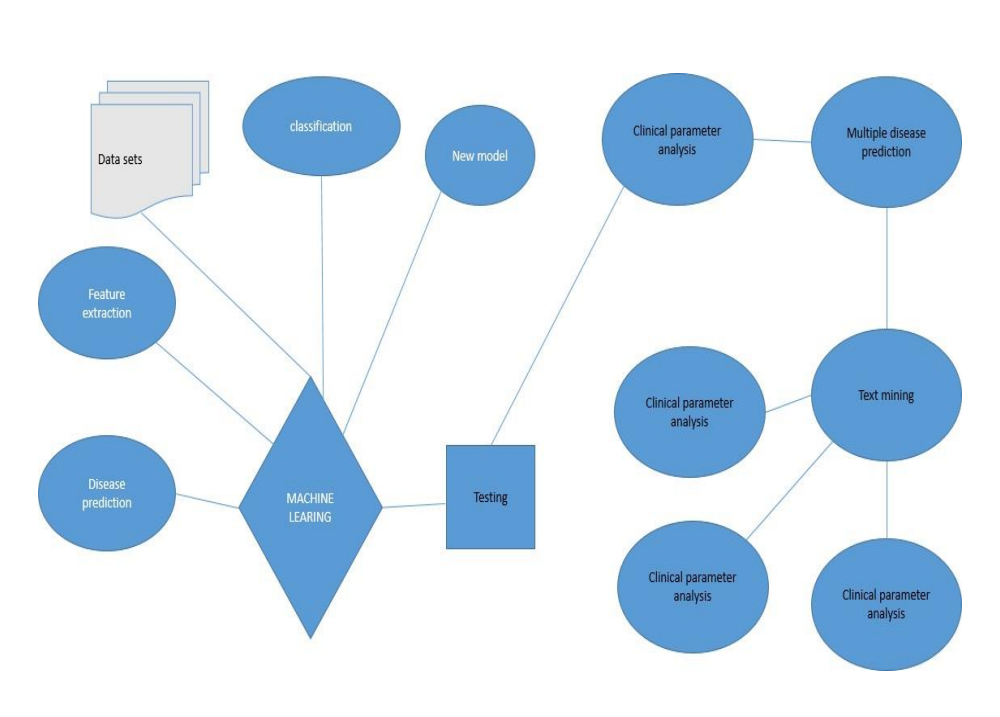 Data sets
classification
New model
Clinical parameter
analysis
Multiple disease
prediction
Feature
extraction
Clinical parameter
analysis
Text mining
Disease
prediction
MACHINE
LEARING
Testing
Clinical parameter
analysis
Clinical parameter
analysis